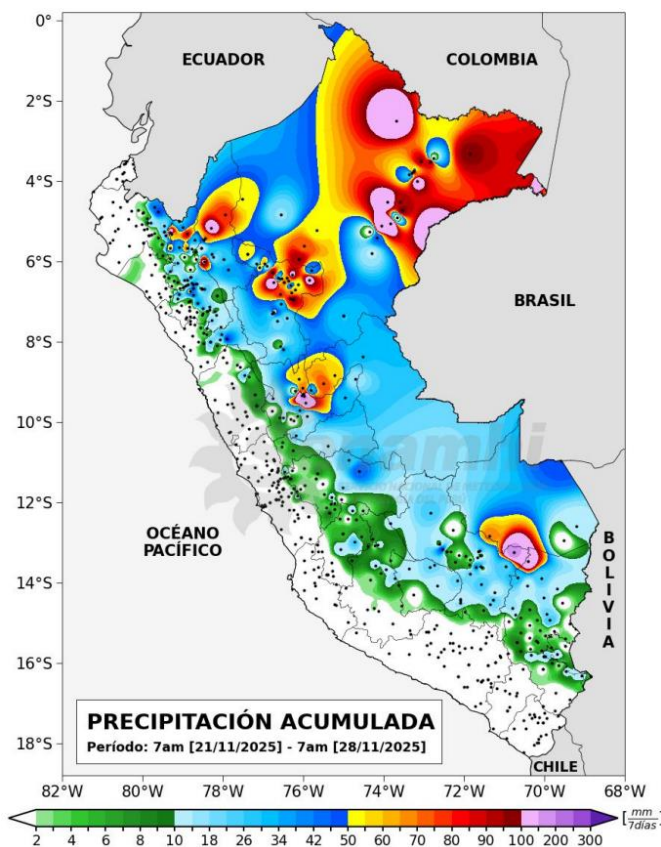 0°
ECUADOR
COLOMBIA
2°S
4°S
6°S
BRASIL
8°S
10°S
12°S
OCÉANO
PACÍFICO
BOLIVIA
14°S
16°S
PRECIPITACIÓN ACUMULADA
Período: 7am [21/11/2025] - 7am [28/11/2025]
18°S
CHILE
82°W 80°W 78°W 76°W 74°W 72°W 70°W 68°W
2 4 6 8 10 18 26 34 42 50 60 70 80 90 100 200 300
[mm/7días]